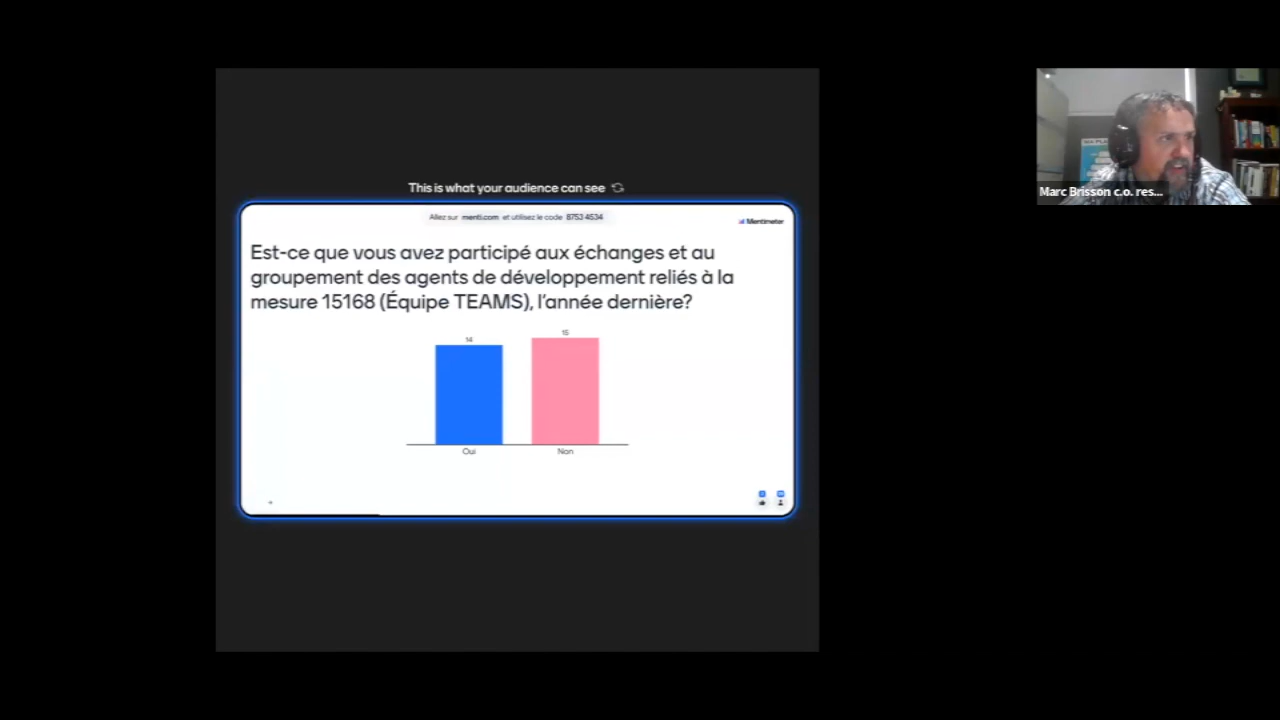 This is what your audience can see
Allez sur menti.com et utilisez le code 8753 4534
Mentimeter
Est-ce que vous avez participé aux échanges et au
groupement des agents de développement reliés à la
mesure 15168 (Équipe TEAMS), l'année dernière?
14
15
Oui
Non
Marc Brisson c.o. res...